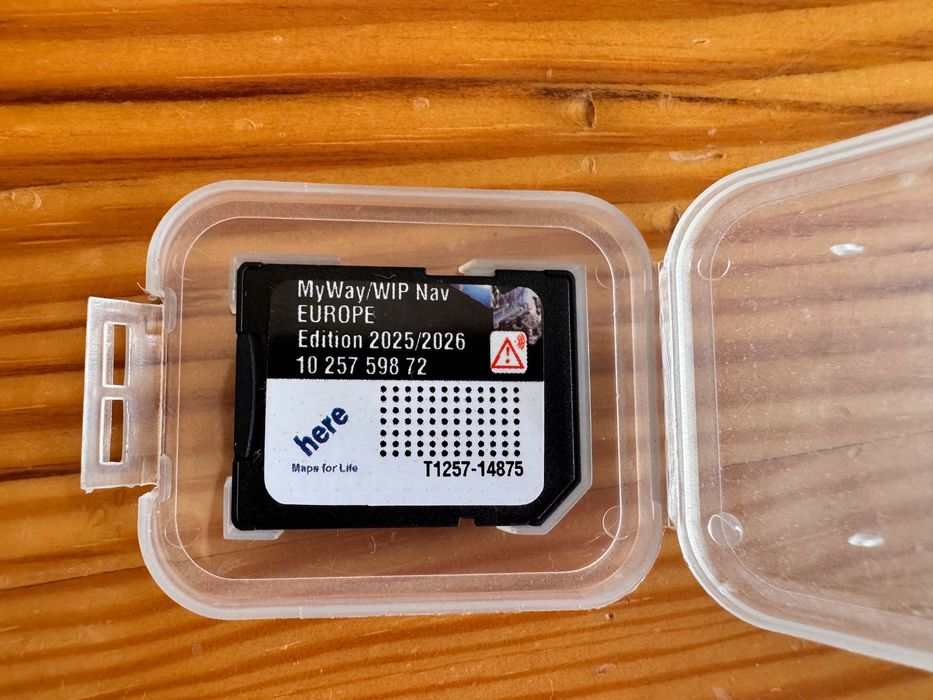 MyWay/WIP Nav
EUROPE
Edition 2025/2026
10 257 598 72
here
Maps for Life
T1257-14875